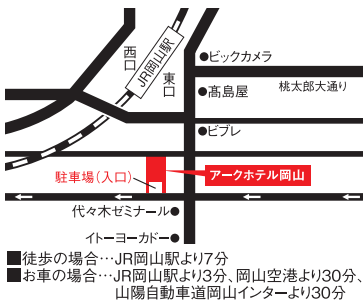 西口
JR岡山駅
東口
●ビックカメラ
桃太郎大通り
●髙島屋
●ビブレ
駐車場(入口)
アークホテル岡山
代々木ゼミナール●
イトーヨーカドー●
■徒歩の場合…JR岡山駅より7分
■お車の場合…JR岡山駅より3分、岡山空港より30分、
山陽自動車道岡山インターより30分